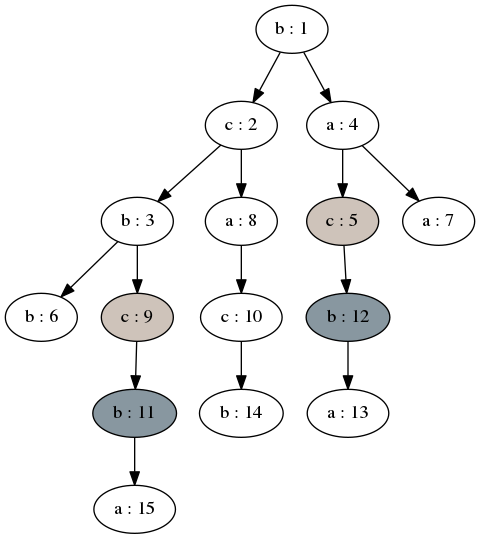 b : 1
c : 2
a : 4
b : 3
a : 8
c : 5
a : 7
b : 6
c : 9
c : 10
b : 12
b : 11
b : 14
a : 13
a : 15